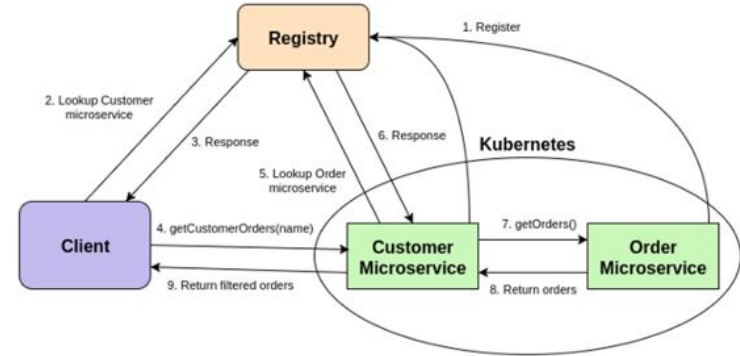 Registry
1. Register
2. Lookup Customer
microservice
3. Response
6. Response
5. Lookup Order
microservice
Kubernetes
Client
4. getCustomerOrders(name)
9. Return filtered orders
Customer
Microservice
7. getOrders()
8. Return orders
Order
Microservice